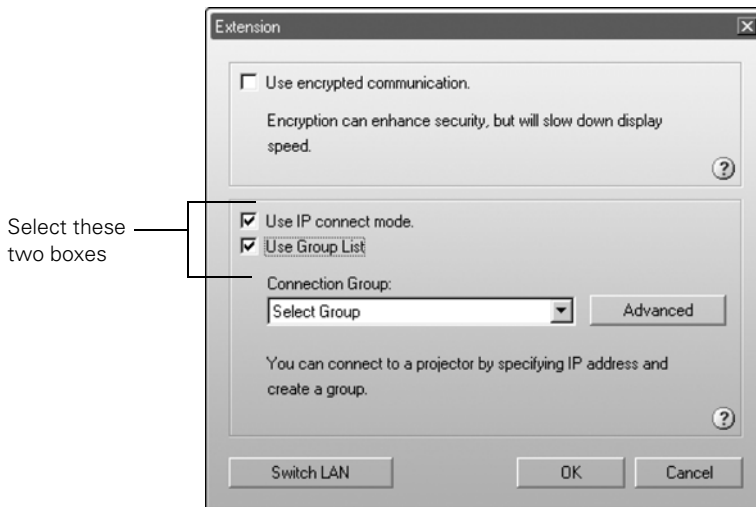 Extension
Use encrypted communication.
Encryption can enhance security, but will slow down display
speed.
?
Select these
two boxes
Use IP connect mode.
Use Group List
Connection Group:
Select Group
Advanced
You can connect to a projector by specifying IP address and
create a group.
?
Switch LAN
OK
Cancel